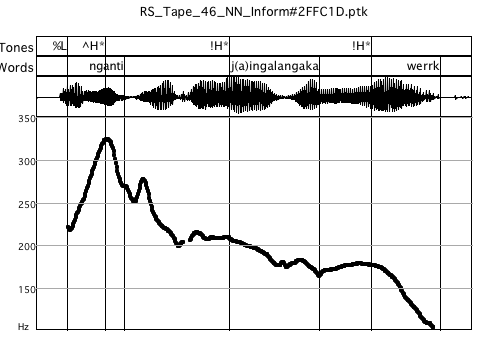 RS_Tape_46_NN_Inform#2FFC1D.ptk
Tones %L ^H* !H* !H*
Words nganti j(a)ingalangaka werrk
350
300
250
200
150
Hz